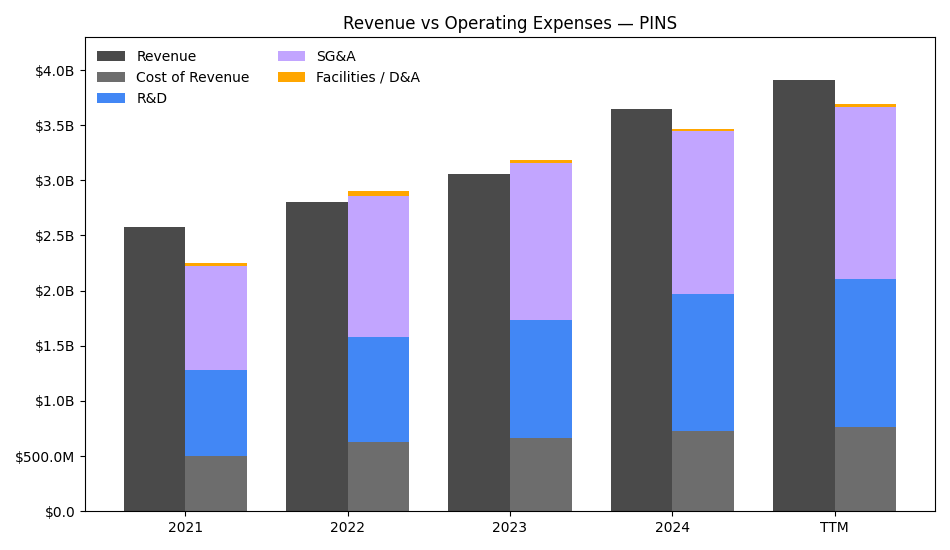 Revenue vs Operating Expenses — PINS
Revenue
Cost of Revenue
R&D
SG&A
Facilities / D&A
$4.0B
$3.5B
$3.0B
$2.5B
$2.0B
$1.5B
$1.0B
$500.0M
$0.0
2021
2022
2023
2024
TTM